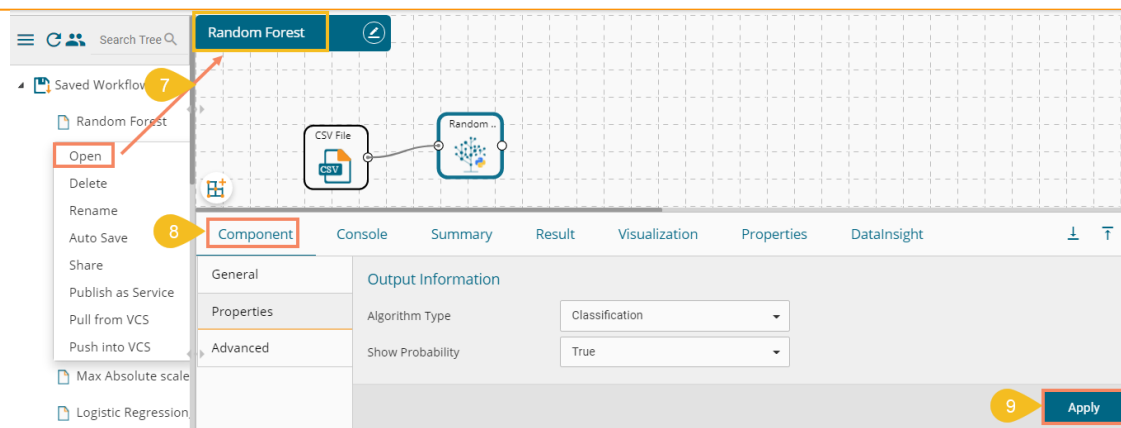 Search Tree
Random Forest
Saved Workflow
7
Random Forest
Open
Delete
Rename
Auto Save
Share
Publish as Service
Pull from VCS
Push into VCS
Max Absolute scale
Logistic Regression
CSV File
CSV
Random ..
8
Component
Console
Summary
Result
Visualization
Properties
DataInsight
General
Properties
Advanced
Output Information
Algorithm Type
Classification
Show Probability
True
9
Apply